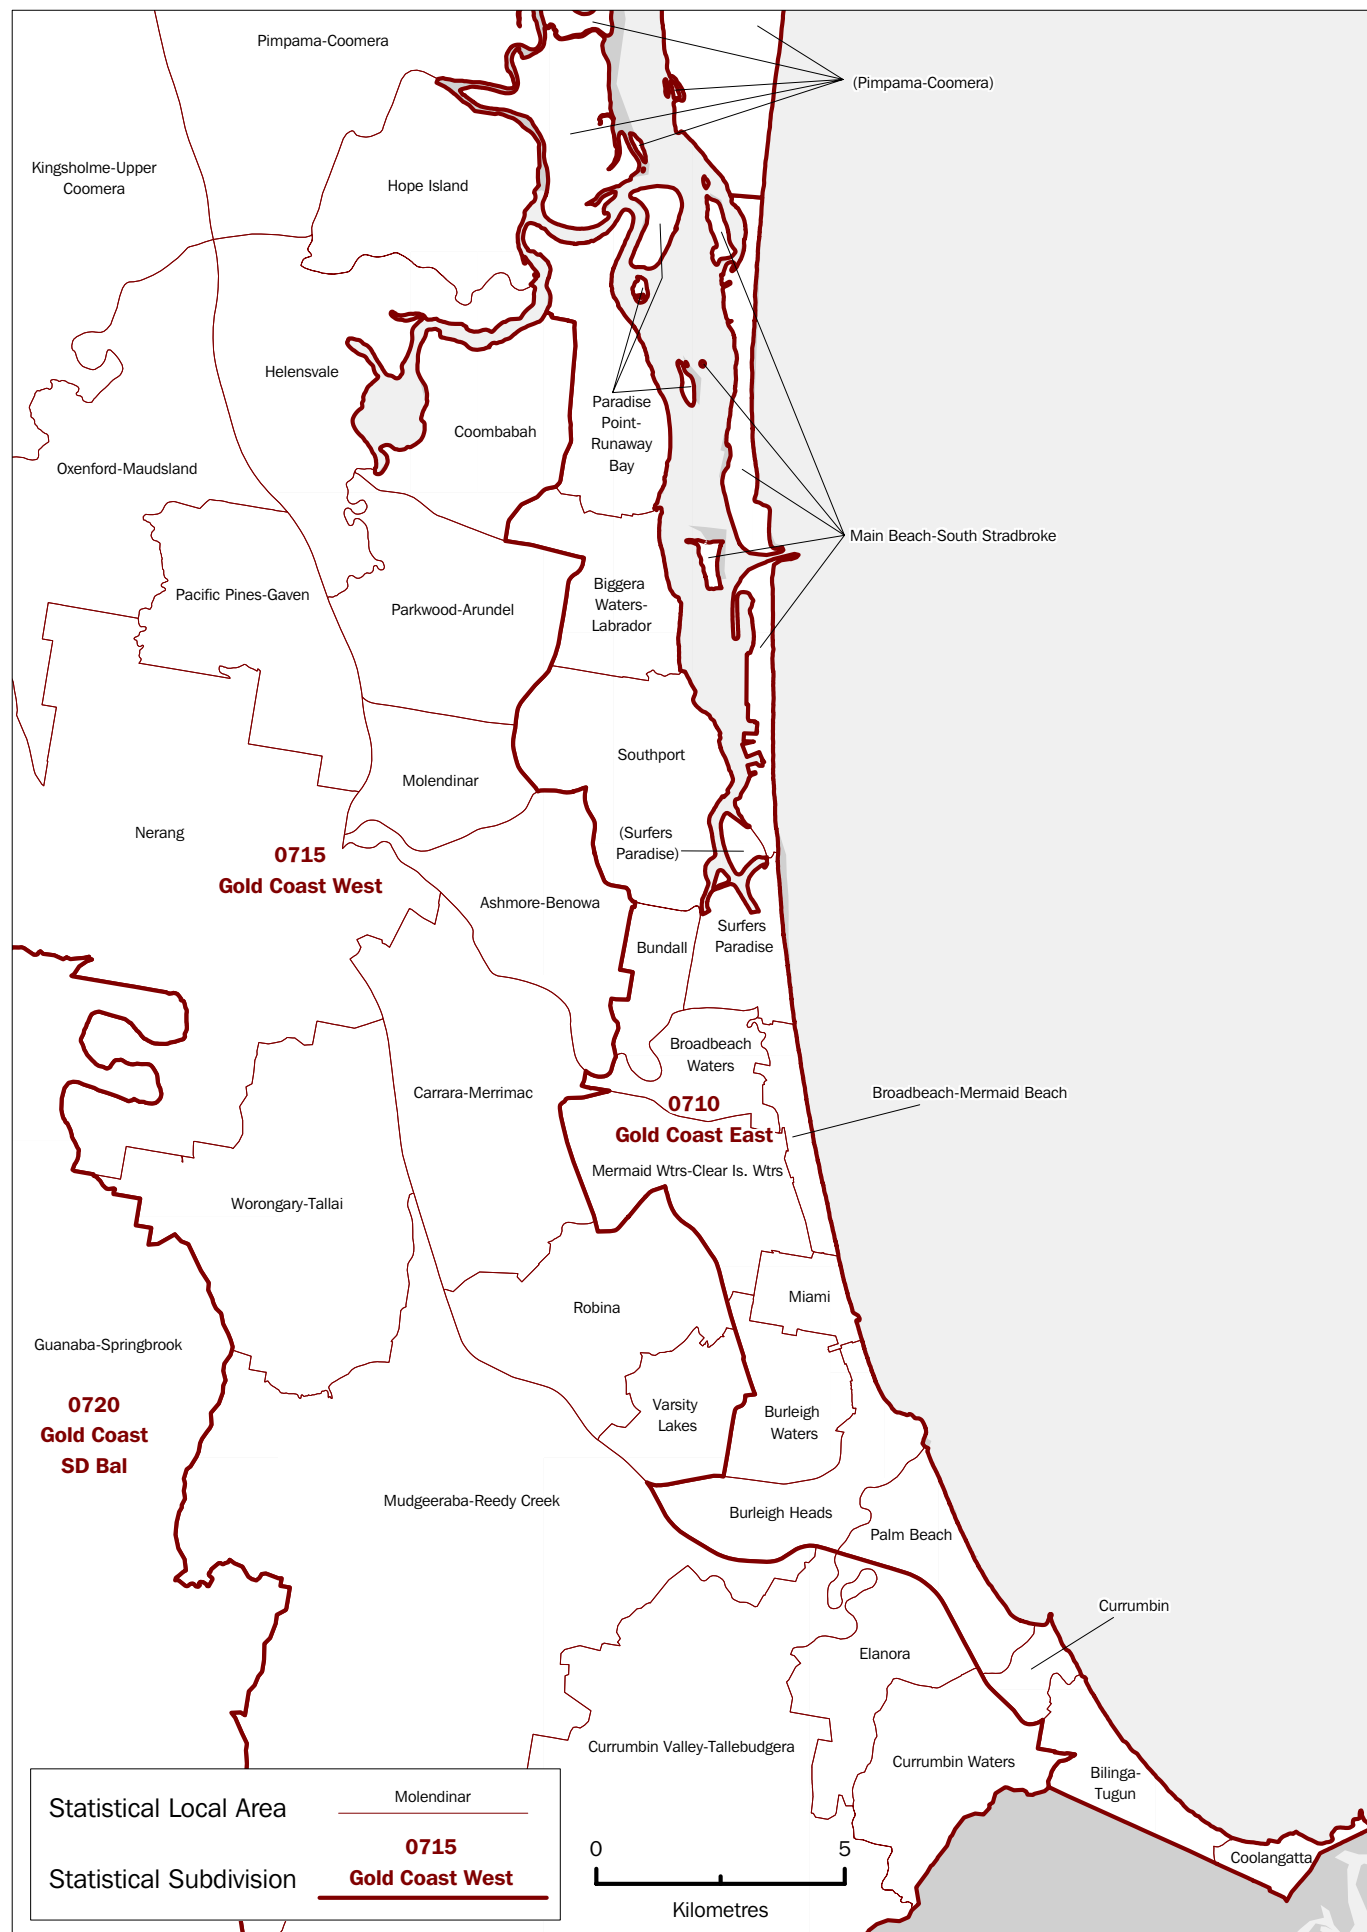 Pimpama-Coomera
(Pimpama-Coomera)
Kingsholme-Upper
Coomera
Hope Island
Helensvale
Paradise
Point-
Runaway
Bay
Coombabah
Oxenford-Maudsland
Main Beach-South Stradbroke
Pacific Pines-Gaven
Parkwood-Arundel
Biggera
Waters-
Labrador
Southport
Molendinar
Nerang
(Surfers
Paradise)
0715
Gold Coast West
Ashmore-Benowa
Bundall
Surfers
Paradise
Broadbeach
Waters
Carrara-Merrimac
Broadbeach-Mermaid Beach
0710
Gold Coast East
Mermaid Wtrs-Clear Is. Wtrs
Worongary-Tallai
Robina
Miami
Guanaba-Springbrook
0720
Gold Coast
SD Bal
Varsity
Lakes
Burleigh
Waters
Mudgeeraba-Reedy Creek
Burleigh Heads
Palm Beach
Currumbin
Elanora
Currumbin Valley-Tallebudgera
Currumbin Waters
Bilinga-
Tugun
Coolangatta
Statistical Local Area
Molendinar
Statistical Subdivision
0715
Gold Coast West
0
5
Kilometres